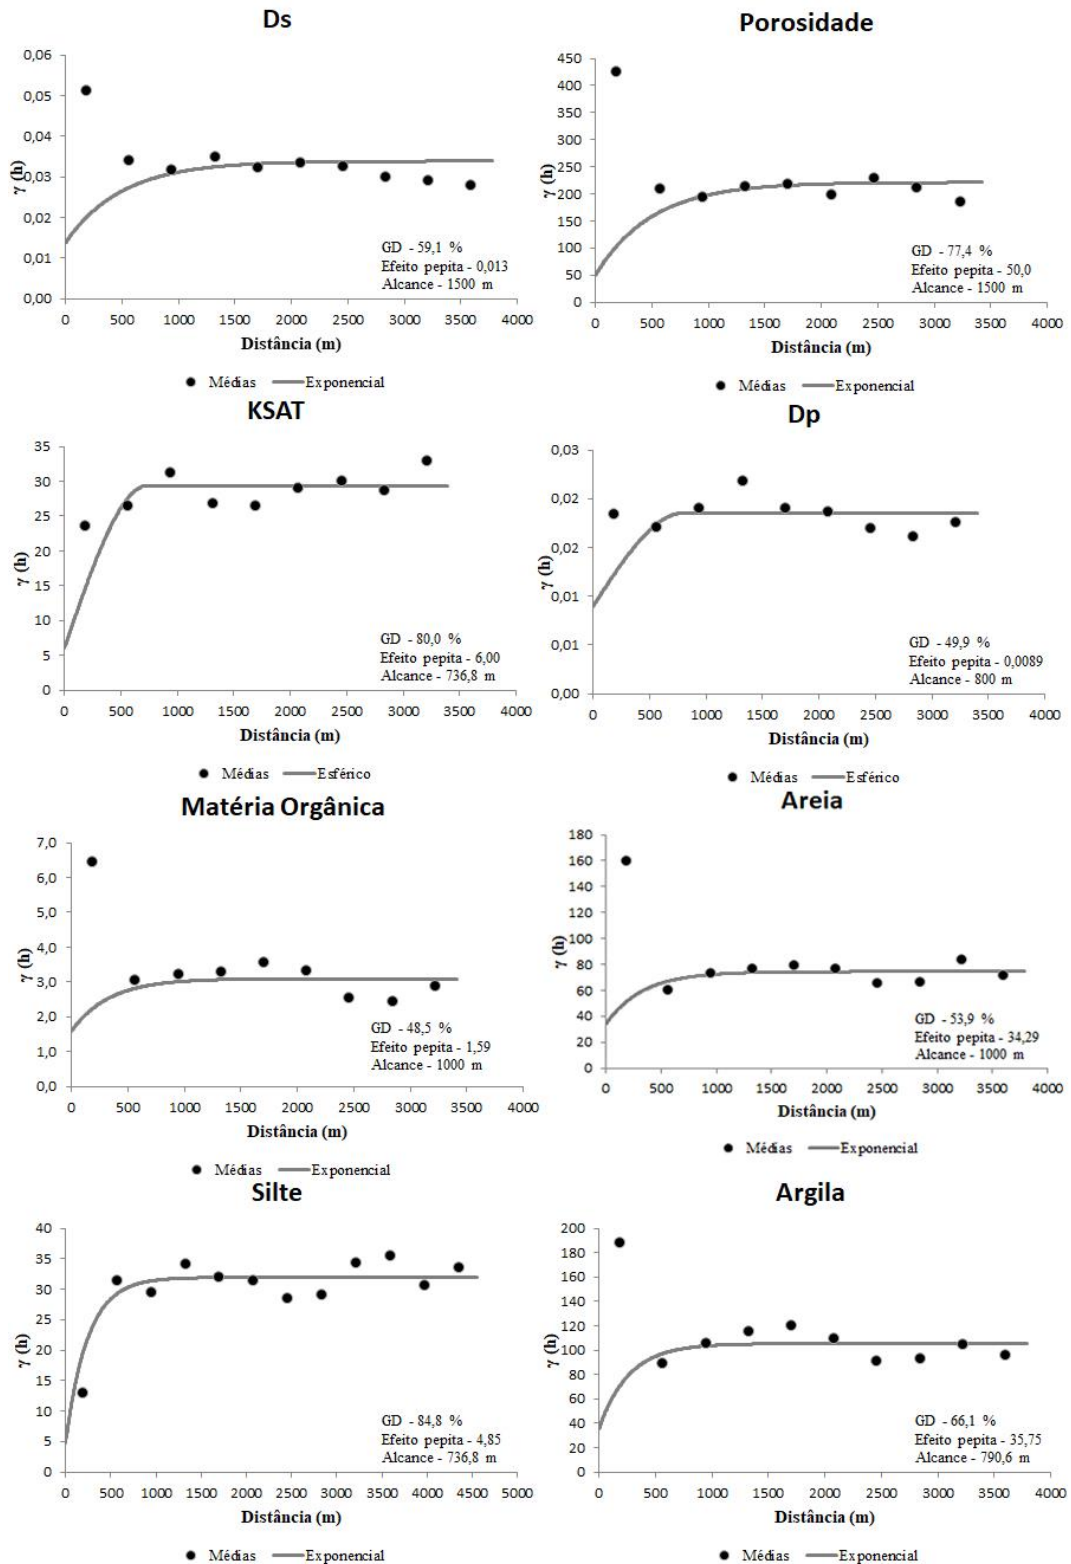 Ds
γ (h)
0,06
0,05
0,04
0,03
0,02
0,01
0,00
GD - 59,1 %
Efeito pepita - 0,013
Alcance - 1500 m
0 500 1000 1500 2000 2500 3000 3500 4000
Distância (m)
Médias Exponencial
Porosidade
γ (h)
450
400
350
300
250
200
150
100
50
0
GD - 77,4 %
Efeito pepita - 50,0
Alcance - 1500 m
0 500 1000 1500 2000 2500 3000 3500 4000
Distância (m)
Médias Exponencial
KSAT
γ (h)
35
30
25
20
15
10
5
0
GD - 80,0 %
Efeito pepita - 6,00
Alcance - 736,8 m
0 500 1000 1500 2000 2500 3000 3500 4000
Distância (m)
Médias Esférico
Dp
γ (h)
0,03
0,02
0,02
0,01
0,01
0,00
GD - 49,9 %
Efeito pepita - 0,0089
Alcance - 800 m
0 500 1000 1500 2000 2500 3000 3500 4000
Distância (m)
Médias Esférico
Matéria Orgânica
γ (h)
7,0
6,0
5,0
4,0
3,0
2,0
1,0
0,0
GD - 48,5 %
Efeito pepita - 1,59
Alcance - 1000 m
0 500 1000 1500 2000 2500 3000 3500 4000
Distância (m)
Médias Exponencial
Areia
γ (h)
180
160
140
120
100
80
60
40
20
0
GD - 53,9 %
Efeito pepita - 34,29
Alcance - 1000 m
0 500 1000 1500 2000 2500 3000 3500 4000
Distância (m)
Médias Exponencial
Silte
γ (h)
40
35
30
25
20
15
10
5
0
GD - 84,8 %
Efeito pepita - 4,85
Alcance - 736,8 m
0 500 1000 1500 2000 2500 3000 3500 4000 4500 5000
Distância (m)
Médias Exponencial
Argila
γ (h)
200
180
160
140
120
100
80
60
40
20
0
GD - 66,1 %
Efeito pepita - 35,75
Alcance - 790,6 m
0 500 1000 1500 2000 2500 3000 3500 4000
Distância (m)
Médias Exponencial